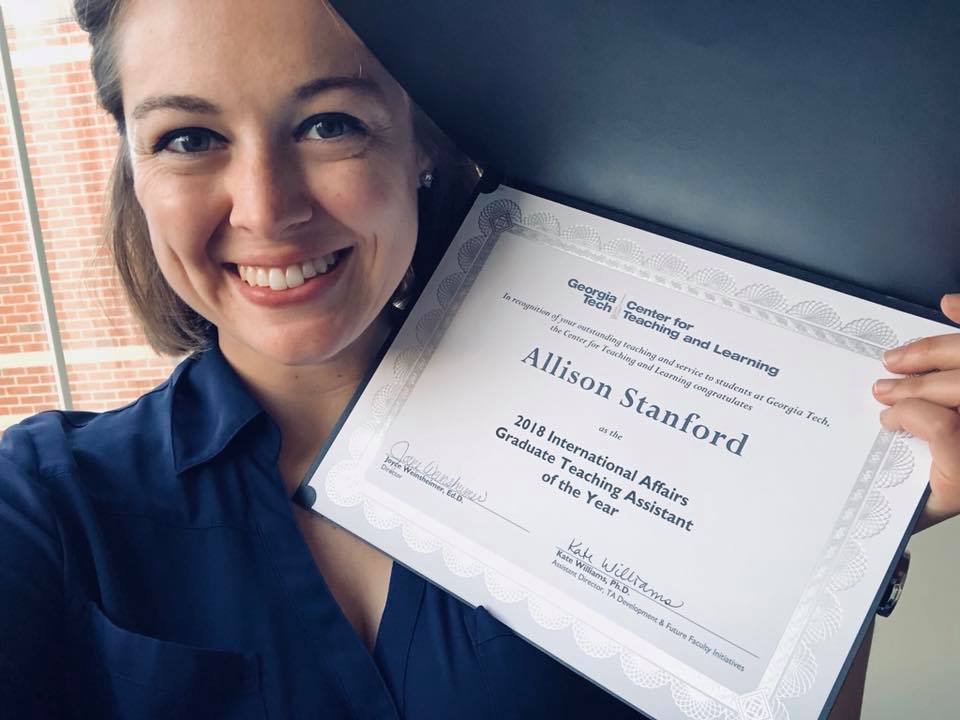 Georgia Tech | Center for Teaching and Learning
In recognition of your outstanding teaching and service to students at Georgia Tech,
the Center for Teaching and Learning congratulates
Allison Stanford
as the
2018 International Affairs
Graduate Teaching Assistant
of the Year
Joyce Weinsheimer
Joyce Weinsheimer, Ed.D.
Director
Kate Williams
Kate Williams, Ph.D.
Assistant Director, TA Development & Future Faculty Initiatives